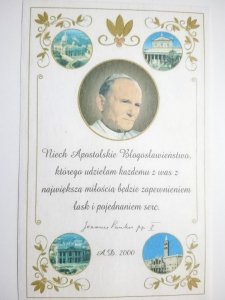 Niech Apostolskie Błogosławieństwo,
którego udzielam każdemu z was z
największą miłością będzie zapewnieniem
łask i pojednaniem serc.
Joannes Paulus pp. II
A.D. 2000